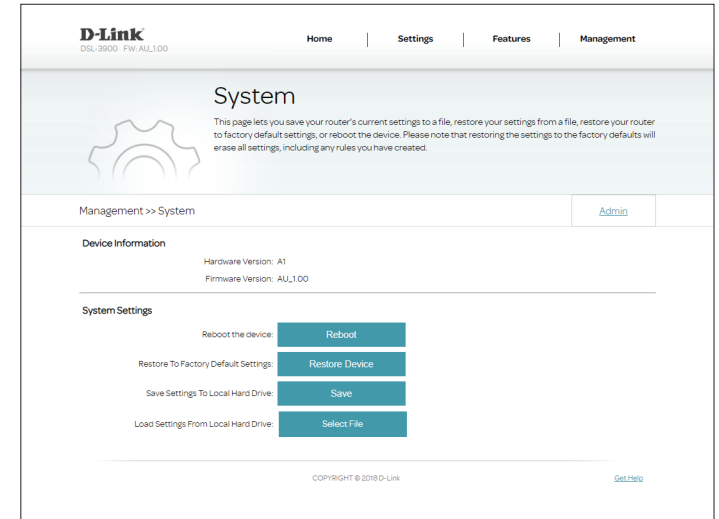 D-Link
DSL-3900 FW:AU_1.00
Home
Settings
Features
Management
System
This page lets you save your router's current settings to a file, restore your settings from a file, restore your router
to factory default settings, or reboot the device. Please note that restoring the settings to the factory defaults will
erase all settings, including any rules you have created.
Management >> System
Admin
Device Information
Hardware Version: A1
Firmware Version: AU_1.00
System Settings
Reboot the device: Reboot
Restore To Factory Default Settings: Restore Device
Save Settings To Local Hard Drive: Save
Load Settings From Local Hard Drive: Select File
COPYRIGHT © 2018 D-Link
Get Help